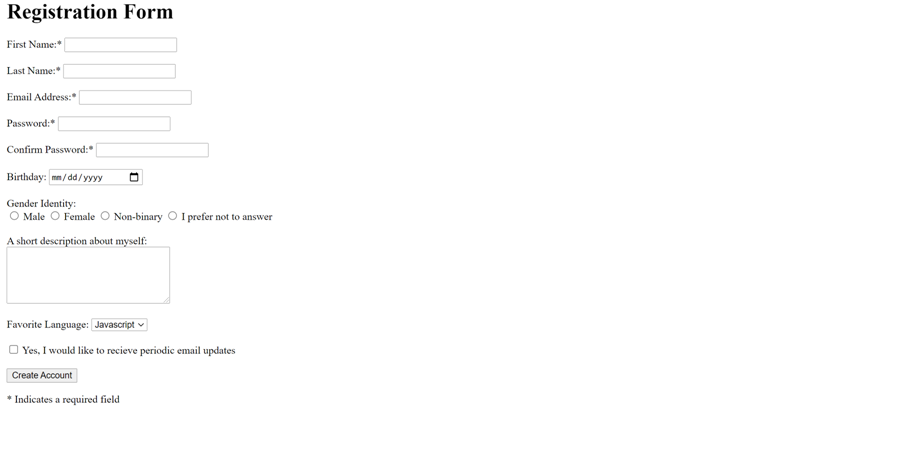 Registration Form
First Name:*
Last Name:*
Email Address:*
Password:*
Confirm Password:*
Birthday: mm/dd/yyyy
Gender Identity:
Male Female Non-binary I prefer not to answer
A short description about myself:
Favorite Language: Javascript
Yes, I would like to recieve periodic email updates
Create Account
* Indicates a required field